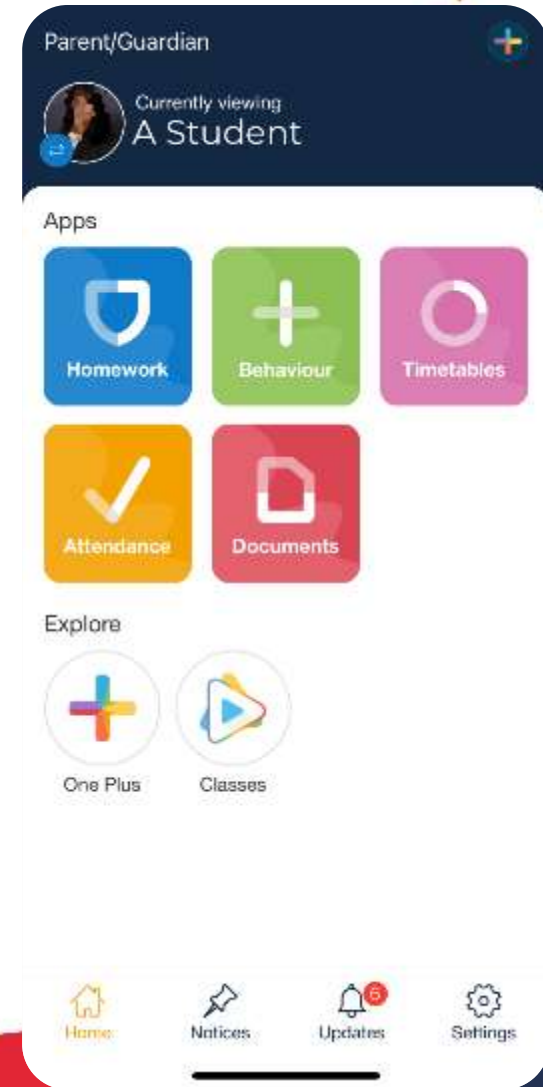 Parent/Guardian
Currently viewing
A Student
Apps
Homework
Behaviour
Timetables
Attendance
Documents
Explore
One Plus
Classes
6
Home
Notices
Updates
Settings